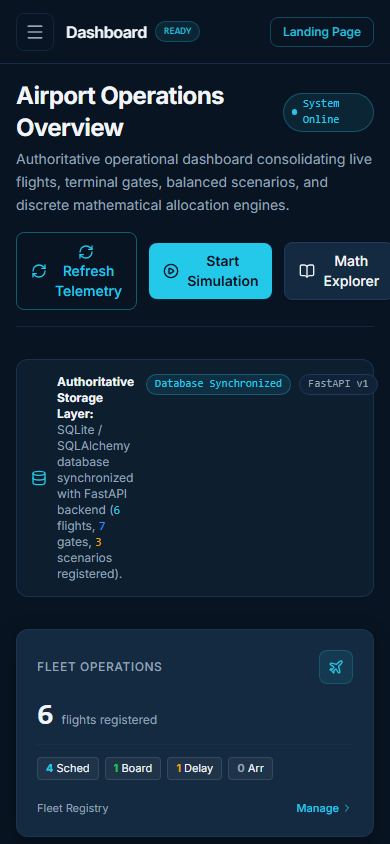 Dashboard READY Landing Page
Airport Operations
Overview
System
Online
Authoritative operational dashboard consolidating live
flights, terminal gates, balanced scenarios, and
discrete mathematical allocation engines.
Refresh
Telemetry
Start
Simulation
Math
Explorer
Authoritative
Storage
Layer:
SQLite /
SQLAlchemy
database
synchronized
with FastAPI
backend (6
flights, 7
gates, 3
scenarios
registered).
Database Synchronized
FastAPI v1
FLEET OPERATIONS
6 flights registered
4 Sched
1 Board
1 Delay
0 Arr
Fleet Registry
Manage